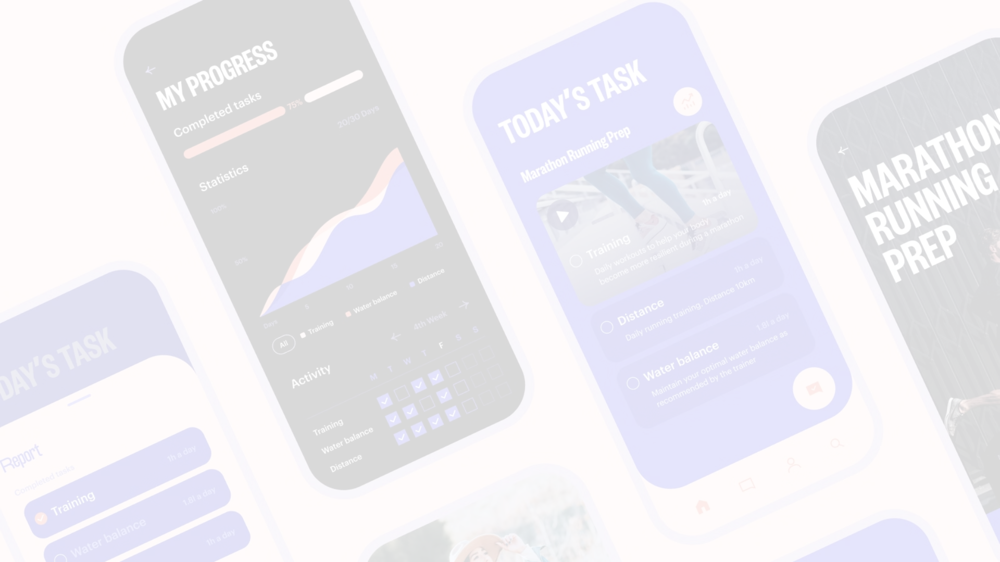 MY PROGRESS
Completed tasks
75%
20/30 Days
Statistics
100%
50%
Days
5
10
15
20
All
Training
Water balance
Distance
4th Week
Activity
M T W T F S S
Training
Water balance
Distance
TODAY'S TASK
Marathon Running Prep
1h a day
Training
Daily workouts to help your body
become more resilient during a marathon
1h a day
Distance
Daily running training. Distance 10km
1.8l a day
Water balance
Maintain your optimal water balance as
recommended by the trainer
MARATHON
RUNNING
PREP
DAY'S TASK
Report
Completed tasks
1h a day
Training
1.8l a day
Water balance
1h a day